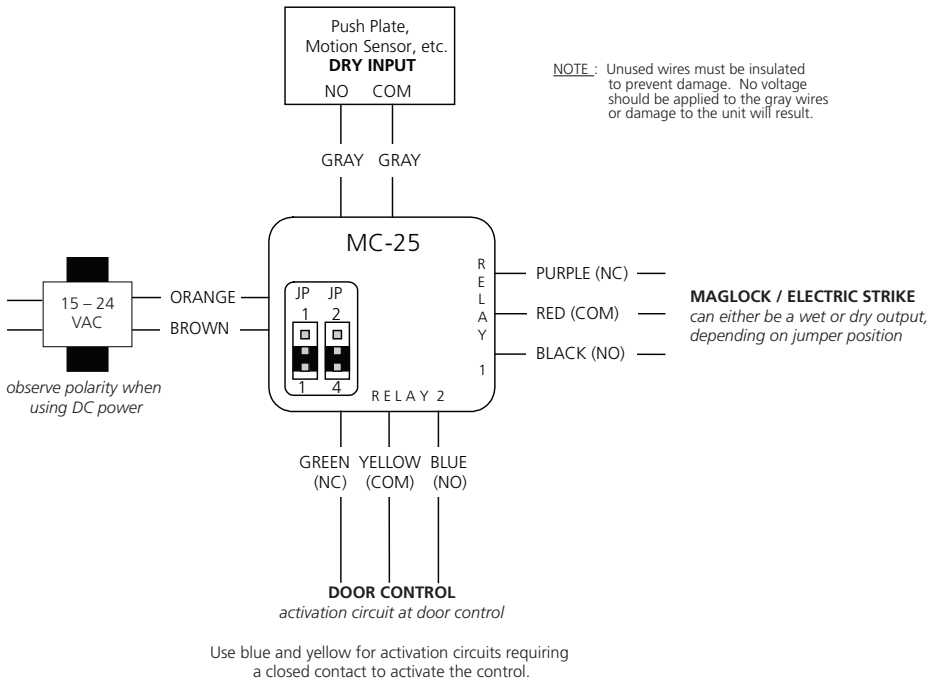 Push Plate,
Motion Sensor, etc.
DRY INPUT
NO COM
NOTE : Unused wires must be insulated
to prevent damage. No voltage
should be applied to the gray wires
or damage to the unit will result.
GRAY GRAY
MC-25
RELAY 1
PURPLE (NC)
RED (COM)
BLACK (NO)
MAGLOCK / ELECTRIC STRIKE
can either be a wet or dry output,
depending on jumper position
15 – 24
VAC
ORANGE
BROWN
observe polarity when
using DC power
JP JP
1 2
1 4
RELAY 2
GREEN YELLOW BLUE
(NC) (COM) (NO)
DOOR CONTROL
activation circuit at door control
Use blue and yellow for activation circuits requiring
a closed contact to activate the control.